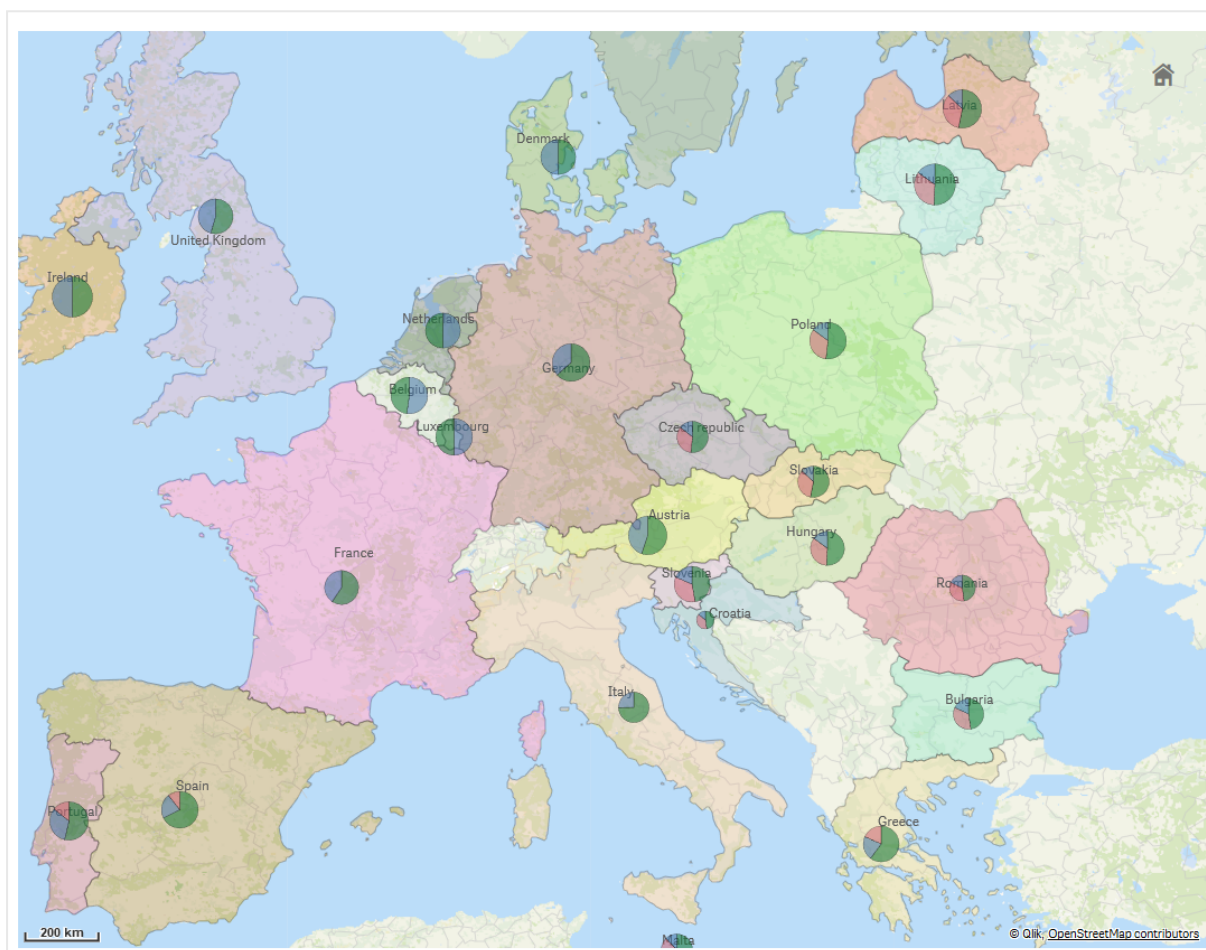 Latvia
Denmark
Lithuania
United Kingdom
Ireland
Netherlands
Poland
Germany
Belgium
Luxembourg
Czech republic
Slovakia
Austria
Hungary
France
Slovenia
Romania
Croatia
Italy
Bulgaria
Spain
Portugal
Greece
200 km
Malta
© Qlik, OpenStreetMap contributors